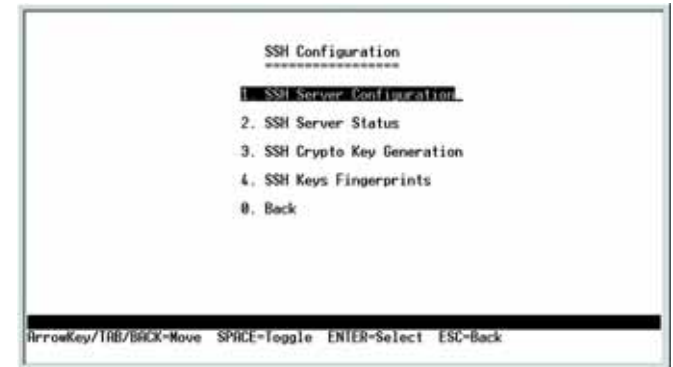 SSH Configuration
=================
1. SSH Server Configuration
2. SSH Server Status
3. SSH Crypto Key Generation
4. SSH Keys Fingerprints
0. Back
ArrowKey/TAB/BACK=Move SPACE=Toggle ENTER=Select ESC=Back